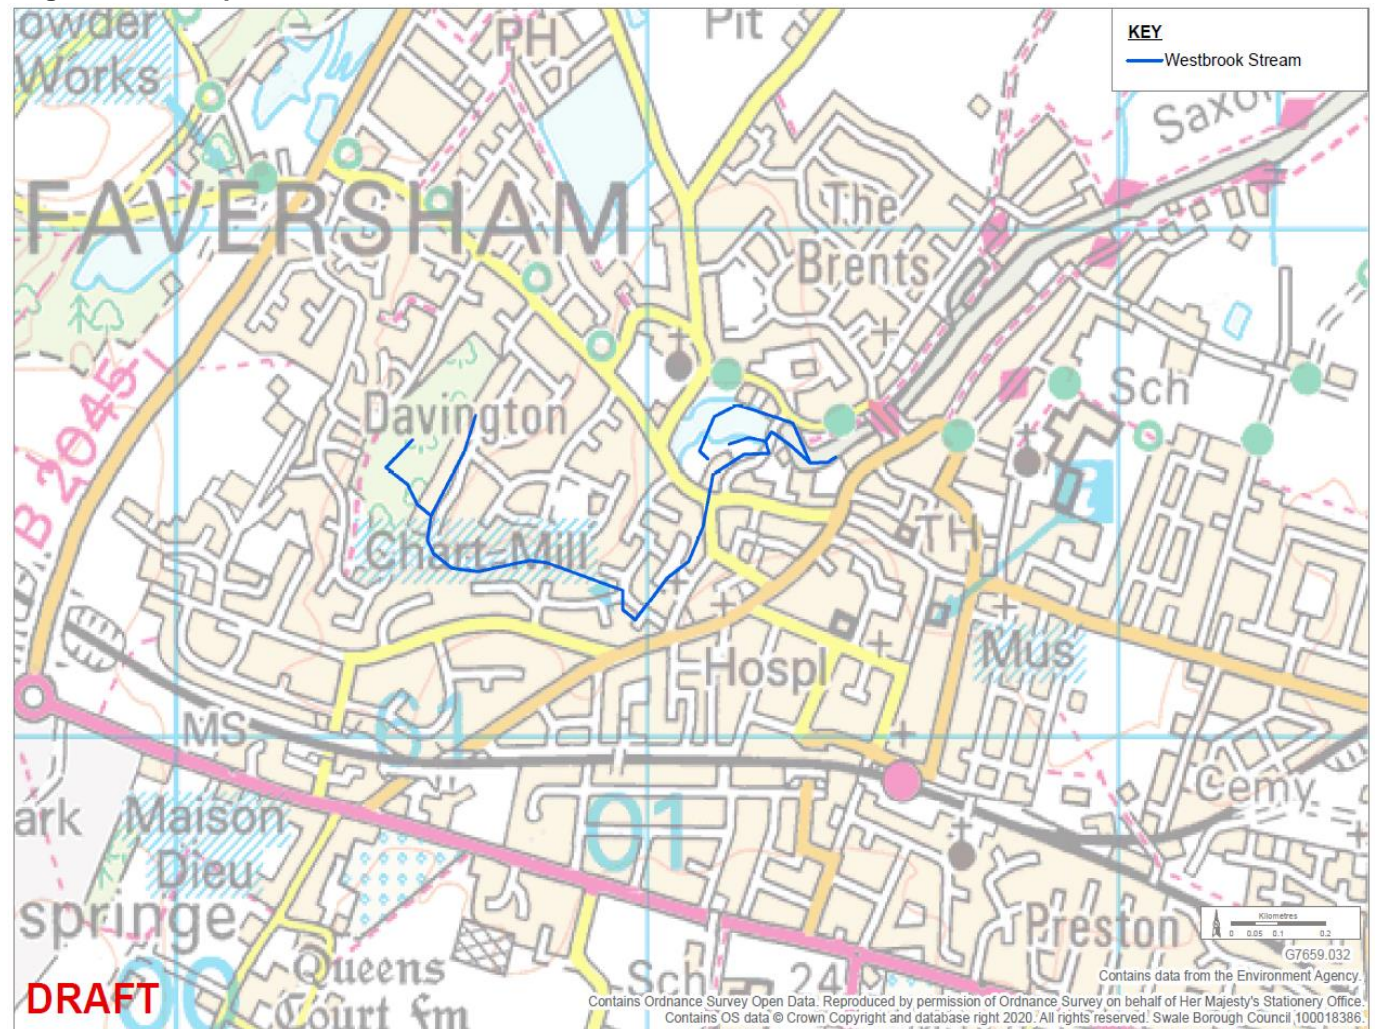 owder
Works
PH
Pit
KEY
Westbrook Stream
FAVERSHAM
The
Brents
Saxon
B 2045
Davington
Sch
Chart Mill
TH
Mus
Hospl
MS
61
Cemy
ark
Maison
Dieu
01
springe
Preston
Kilometres
0 0.05 0.1 0.2
G7659.032
Queens
Court fm
00
Sch
24
DRAFT
Contains data from the Environment Agency.
Contains Ordnance Survey Open Data. Reproduced by permission of Ordnance Survey on behalf of Her Majesty's Stationery Office.
Contains OS data © Crown Copyright and database right 2020. All rights reserved. Swale Borough Council 100018386.